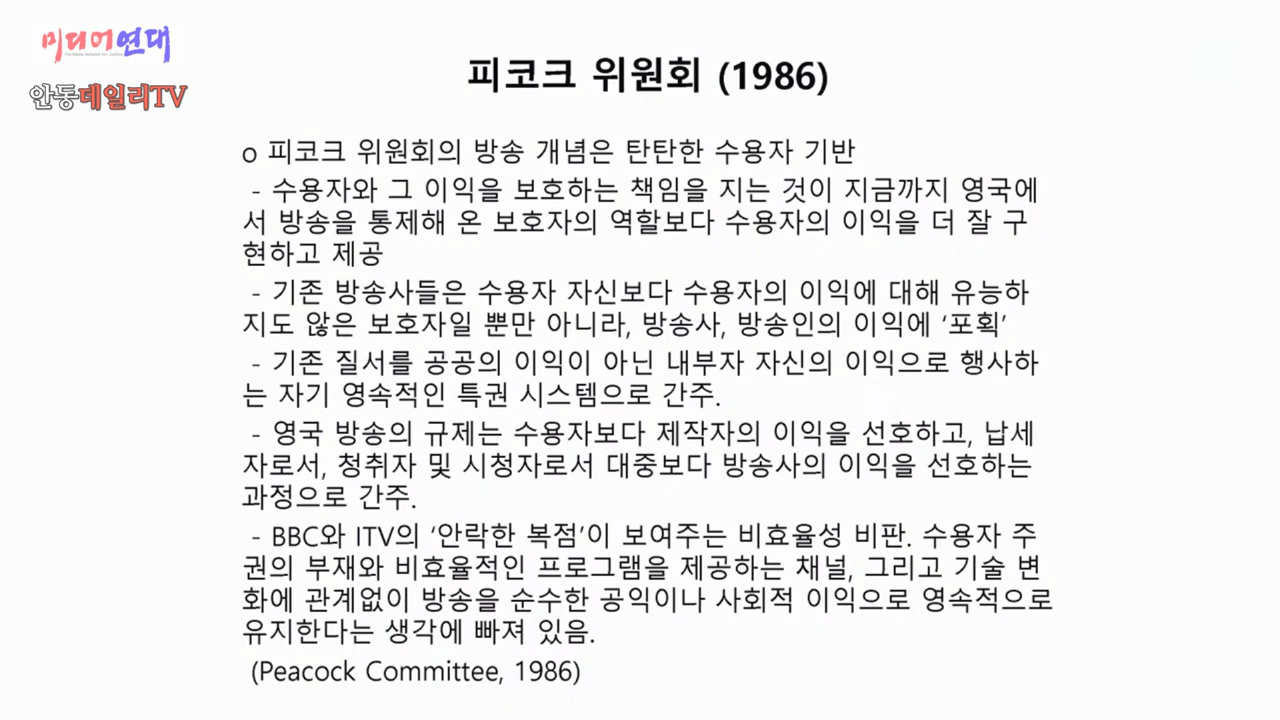 미디어연대
The Media Network for Justice
안동데일리TV
피코크 위원회 (1986)
o 피코크 위원회의 방송 개념은 탄탄한 수용자 기반
- 수용자와 그 이익을 보호하는 책임을 지는 것이 지금까지 영국에
서 방송을 통제해 온 보호자의 역할보다 수용자의 이익을 더 잘 구
현하고 제공
- 기존 방송사들은 수용자 자신보다 수용자의 이익에 대해 유능하
지도 않은 보호자일 뿐만 아니라, 방송사, 방송인의 이익에 ‘포획’
- 기존 질서를 공공의 이익이 아닌 내부자 자신의 이익으로 행사하
는 자기 영속적인 특권 시스템으로 간주.
- 영국 방송의 규제는 수용자보다 제작자의 이익을 선호하고, 납세
자로서, 청취자 및 시청자로서 대중보다 방송사의 이익을 선호하는
과정으로 간주.
- BBC와 ITV의 ‘안락한 복점’이 보여주는 비효율성 비판. 수용자 주
권의 부재와 비효율적인 프로그램을 제공하는 채널, 그리고 기술 변
화에 관계없이 방송을 순수한 공익이나 사회적 이익으로 영속적으로
유지한다는 생각에 빠져 있음.
(Peacock Committee, 1986)